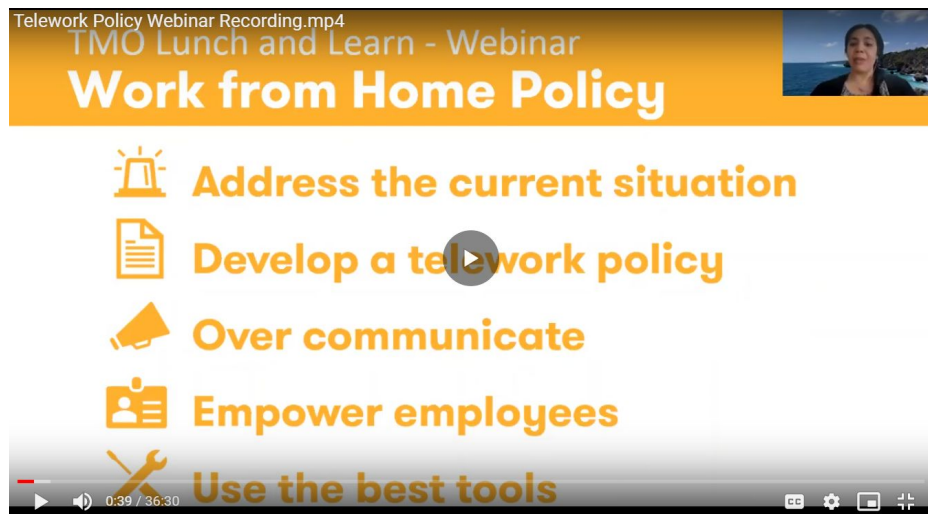 Telework Policy Webinar Recording.mp4
TMO Lunch and Learn - Webinar
Work from Home Policy
Address the current situation
Develop a telework policy
Over communicate
Empower employees
Use the best tools
0:39 / 36:30
CC